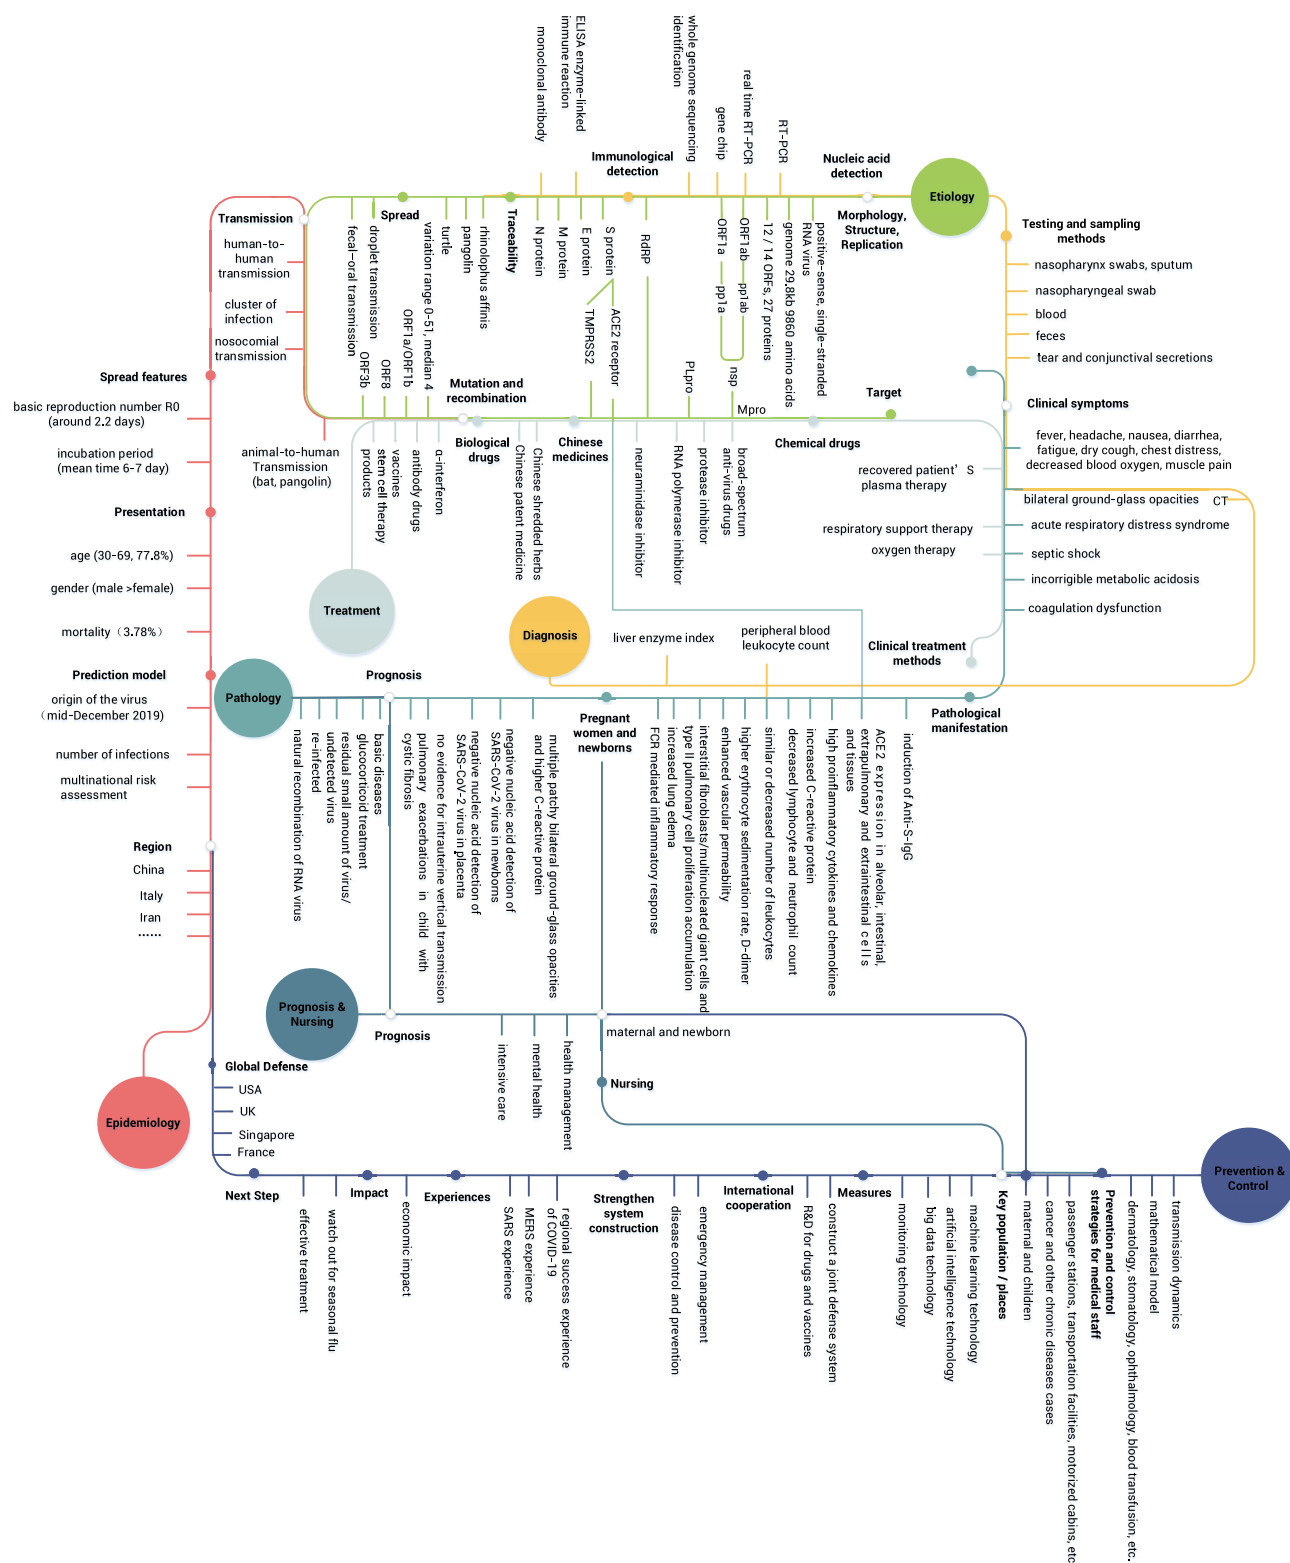 monoclonal antibody
ELISA enzyme-linked
immune reaction
whole genome sequencing
identification
gene chip
real time RT-PCR
RT-PCR
Immunological
detection
Nucleic acid
detection
Etiology
Transmission
Spread
Traceability
Morphology,
Structure,
Replication
human-to-
human
transmission
cluster of
infection
nosocomial
transmission
fecal-oral transmission
droplet transmission
variation range 0-51, median 4
turtle
pangolin
rhinolophus affinis
N protein
M protein
E protein
S protein
RdRP
ORF1a
ORF1ab
12 / 14 ORFs, 27 proteins
genome 29.8kb 9860 amino acids
positive-sense, single-stranded
RNA virus
pp1a
pp1ab
TMPRSS2
ACE2 receptor
ORF3b
ORF8
ORF1a/ORF1b
PLpro
nsp
Mpro
Target
Mutation and
recombination
Testing and sampling
methods
nasopharynx swabs, sputum
nasopharyngeal swab
blood
feces
tear and conjunctival secretions
Spread features
basic reproduction number R0
(around 2.2 days)
incubation period
(mean time 6-7 day)
Presentation
age (30-69, 77.8%)
gender (male >female)
mortality（3.78%）
Prediction model
origin of the virus
（mid-December 2019)
number of infections
multinational risk
assessment
Region
China
Italy
Iran
······
animal-to-human
Transmission
(bat, pangolin)
products
stem cell therapy
vaccines
antibody drugs
α-interferon
Biological
drugs
Chinese patent medicine
Chinese shredded herbs
Chinese
medicines
neuraminidase inhibitor
RNA polymerase inhibitor
protease inhibitor
broad-spectrum
anti-virus drugs
Chemical drugs
recovered patient’ S
plasma therapy
respiratory support therapy
oxygen therapy
Clinical treatment
methods
Clinical symptoms
fever, headache, nausea, diarrhea,
fatigue, dry cough, chest distress,
decreased blood oxygen, muscle pain
bilateral ground-glass opacities
CT
acute respiratory distress syndrome
septic shock
incorrigible metabolic acidosis
coagulation dysfunction
Treatment
Diagnosis
liver enzyme index
peripheral blood
leukocyte count
Pathology
Prognosis
Pregnant
women and
newborns
Pathological
manifestation
natural recombination of RNA virus
re-infected
undetected virus
residual small amount of virus/
glucocorticoid treatment
basic diseases
cystic fibrosis
pulmonary exacerbations in child with
no evidence for intrauterine vertical transmission
SARS-CoV-2 virus in placenta
negative nucleic acid detection of
SARS-CoV-2 virus in newborns
negative nucleic acid detection of
and higher C-reactive protein
multiple patchy bilateral ground-glass opacities
FCR mediated inflammatory response
increased lung edema
type II pulmonary cell proliferation accumulation
interstitial fibroblasts/multinucleated giant cells and
enhanced vascular permeability
higher erythrocyte sedimentation rate, D-dimer
similar or decreased number of leukocytes
decreased lymphocyte and neutrophil count
increased C-reactive protein
high proinflammatory cytokines and chemokines
and tissues
extrapulmonary and extraintestinal cells
ACE2 expression in alveolar, intestinal,
induction of Anti-S-IgG
Prognosis &
Nursing
Prognosis
intensive care
mental health
health management
maternal and newborn
Nursing
Epidemiology
Global Defense
USA
UK
Singapore
France
Next Step
effective treatment
watch out for seasonal flu
Impact
economic impact
Experiences
SARS experience
MERS experience
of COVID-19
regional success experience
Strengthen
system
construction
disease control and prevention
emergency management
International
cooperation
R&D for drugs and vaccines
construct a joint defense system
Measures
monitoring technology
big data technology
artificial intelligence technology
machine learning technology
Key population / places
maternal and children
cancer and other chronic diseases cases
passenger stations, transportation facilities, motorized cabins, etc
Prevention and control
strategies for medical staff
dermatology, stomatology, ophthalmology, blood transfusion, etc.
mathematical model
transmission dynamics
Prevention &
Control